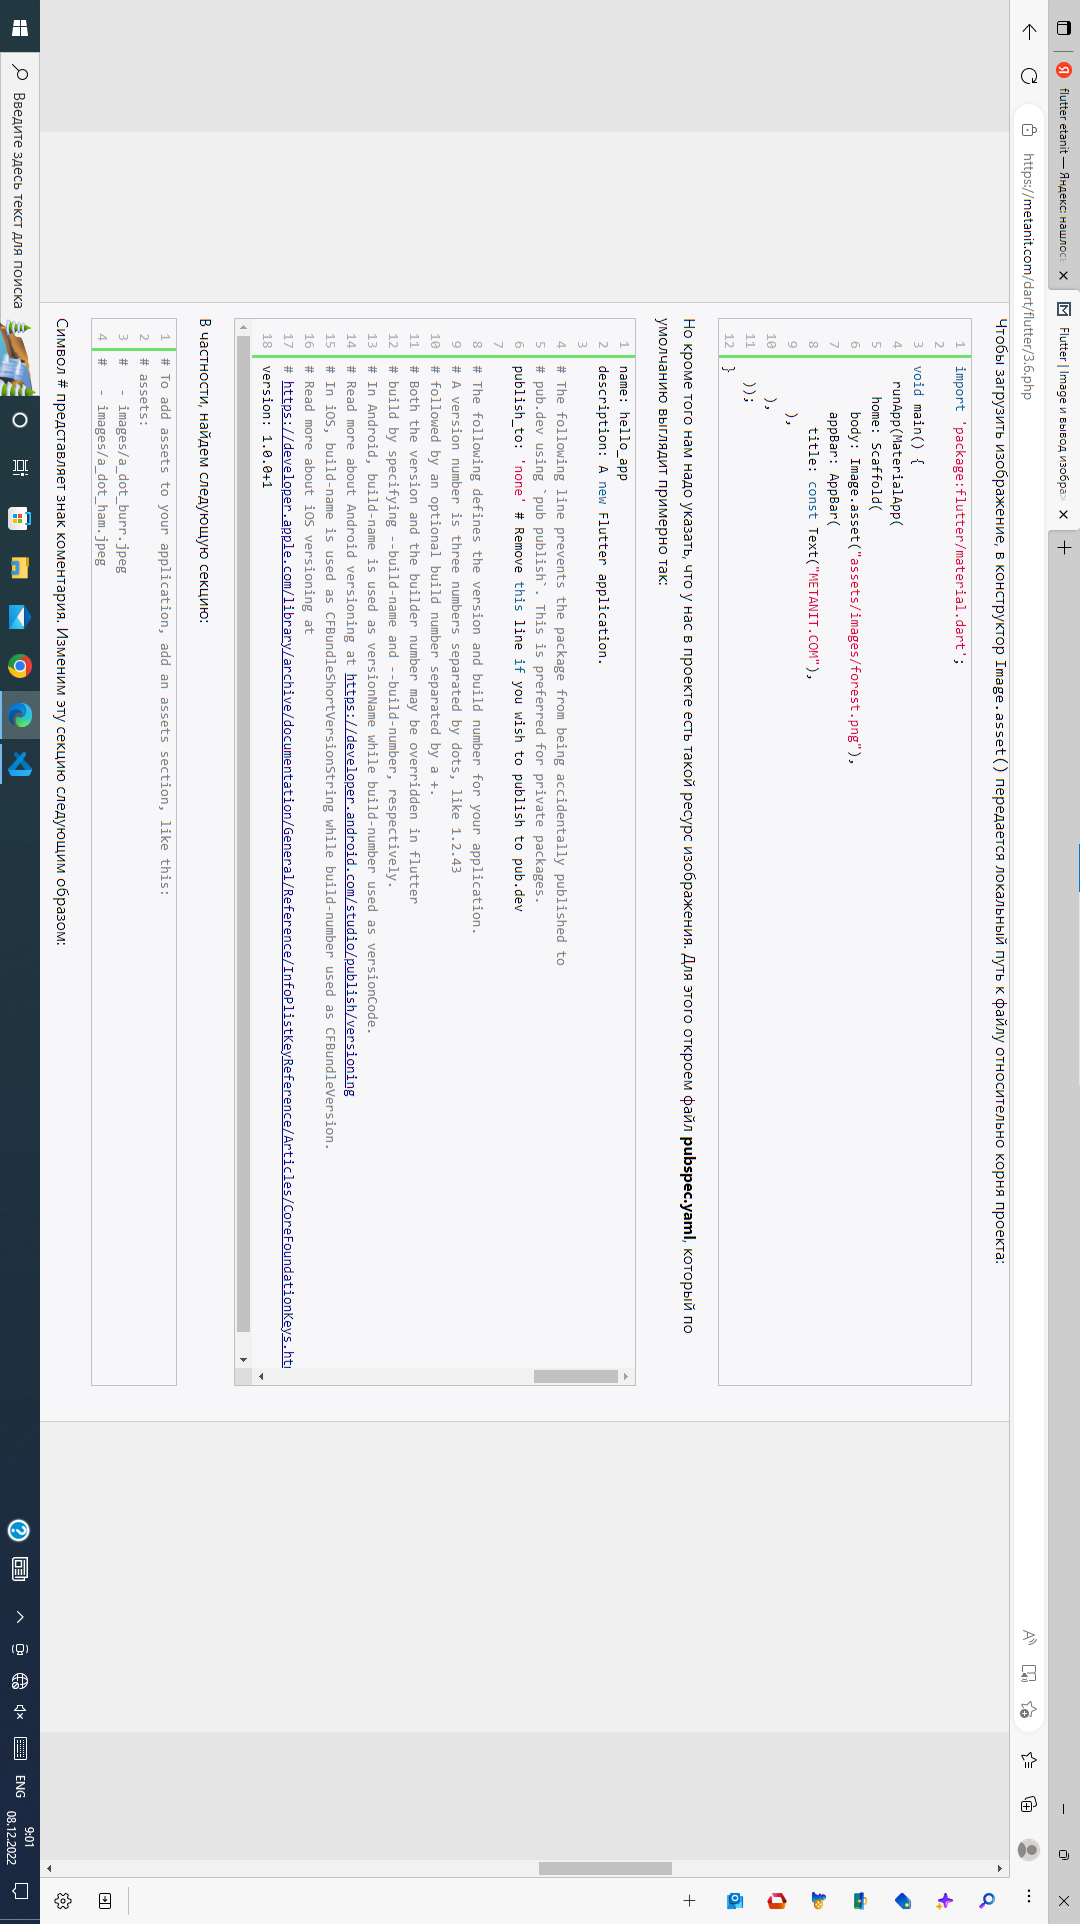 flutter etanit — Яндекс: нашлос
Flutter | Image и вывод изобра
https://metanit.com/dart/flutter/3.6.php
Чтобы загрузить изображение, в конструктор Image.asset() передается локальный путь к файлу относительно корня проекта:
1 import 'package:flutter/material.dart';
2
3 void main() {
4 runApp(MaterialApp(
5 home: Scaffold(
6 body: Image.asset("assets/images/forest.png"),
7 appBar: AppBar(
8 title: const Text("METANIT.COM"),
9 ),
10 ),
11 ));
12 }
Но кроме того нам надо указать, что у нас в проекте есть такой ресурс изображения. Для этого откроем файл pubspec.yaml, который по
умолчанию выглядит примерно так:
1 name: hello_app
2 description: A new Flutter application.
3
4 # The following line prevents the package from being accidentally published to
5 # pub.dev using `pub publish`. This is preferred for private packages.
6 publish_to: 'none' # Remove this line if you wish to publish to pub.dev
7
8 # The following defines the version and build number for your application.
9 # A version number is three numbers separated by dots, like 1.2.43
10 # followed by an optional build number separated by a +.
11 # Both the version and the builder number may be overridden in flutter
12 # build by specifying --build-name and --build-number, respectively.
13 # In Android, build-name is used as versionName while build-number used as versionCode.
14 # Read more about Android versioning at https://developer.android.com/studio/publish/versioning
15 # In iOS, build-name is used as CFBundleShortVersionString while build-number used as CFBundleVersion.
16 # Read more about iOS versioning at
17 # https://developer.apple.com/library/archive/documentation/General/Reference/InfoPlistKeyReference/Articles/CoreFoundationKeys.ht
18 version: 1.0.0+1
В частности, найдем следующую секцию:
1 # To add assets to your application, add an assets section, like this:
2 # assets:
3 #   - images/a_dot_burr.jpeg
4 #   - images/a_dot_ham.jpeg
Символ # представляет знак коментария. Изменим эту секцию следующим образом:
Введите здесь текст для поиска
ENG
9:01
08.12.2022